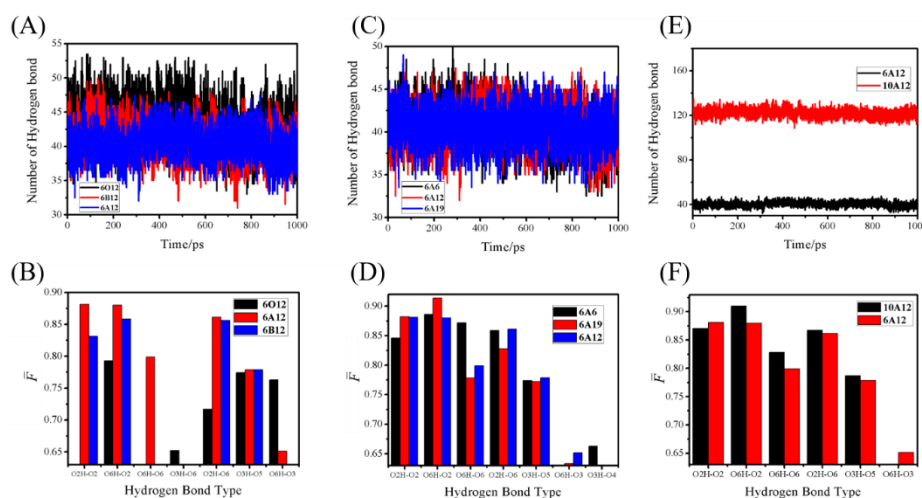 (A)
55
50
45
40
35
30
Number of Hydrogen bond
6O12
6B12
6A12
0 200 400 600 800 1000
Time/ps
(C)
50
45
40
35
30
Number of Hydrogen bond
6A6
6A12
6A19
0 200 400 600 800 1000
Time/ps
(E)
160
120
80
40
Number of Hydrogen bond
6A12
10A12
0 200 400 600 800 1000
Time/ps
(B)
0.90
0.85
0.80
0.75
0.70
0.65
F̄
6O12
6A12
6B12
O2H-O2 O6H-O2 O6H-O6 O3H-O6 O2H-O6 O3H-O5 O6H-O3
Hydrogen Bond Type
(D)
0.90
0.85
0.80
0.75
0.70
0.65
F̄
6A6
6A19
6A12
O2H-O2 O6H-O2 O6H-O6 O2H-O6 O3H-O5 O6H-O3 O3H-O4
Hydrogen Bond Type
(F)
0.90
0.85
0.80
0.75
0.70
0.65
F̄
10A12
6A12
O2H-O2 O6H-O2 O6H-O6 O2H-O6 O3H-O5 O6H-O3
Hydrogen Bond Type